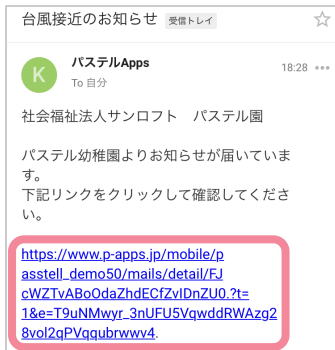 台風接近のお知らせ 受信トレイ
K
パステルApps
18:28
To 自分
社会福祉法人サンロフト　パステル園
パステル幼稚園よりお知らせが届いていま
す。
下記リンクをクリックして確認してくださ
い。
https://www.p-apps.jp/mobile/p
asstell_demo50/mails/detail/FJ
cWZTvABoOdaZhdECfZvIDnZU0.?t=
1&e=T9uNMwyr_3nUFU5VqwddRWAzg2
8vol2qPVqqubrwwv4.